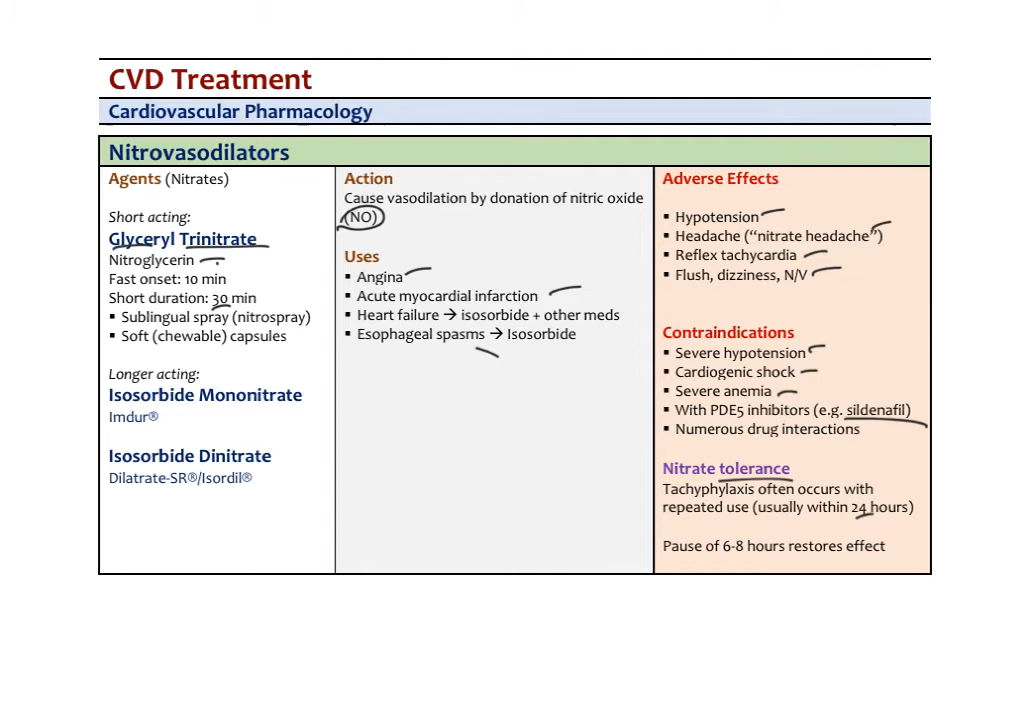 CVD Treatment
Cardiovascular Pharmacology
Nitrovasodilators
Agents (Nitrates)
Short acting:
Glyceryl Trinitrate
Nitroglycerin
Fast onset: 10 min
Short duration: 30 min
▪ Sublingual spray (nitrospray)
▪ Soft (chewable) capsules
Longer acting:
Isosorbide Mononitrate
Imdur®
Isosorbide Dinitrate
Dilatrate-SR®/Isordil®
Action
Cause vasodilation by donation of nitric oxide
(NO)
Uses
▪ Angina
▪ Acute myocardial infarction
▪ Heart failure → isosorbide + other meds
▪ Esophageal spasms → Isosorbide
Adverse Effects
▪ Hypotension
▪ Headache (“nitrate headache”)
▪ Reflex tachycardia
▪ Flush, dizziness, N/V
Contraindications
▪ Severe hypotension
▪ Cardiogenic shock
▪ Severe anemia
▪ With PDE5 inhibitors (e.g. sildenafil)
▪ Numerous drug interactions
Nitrate tolerance
Tachyphylaxis often occurs with
repeated use (usually within 24 hours)
Pause of 6-8 hours restores effect